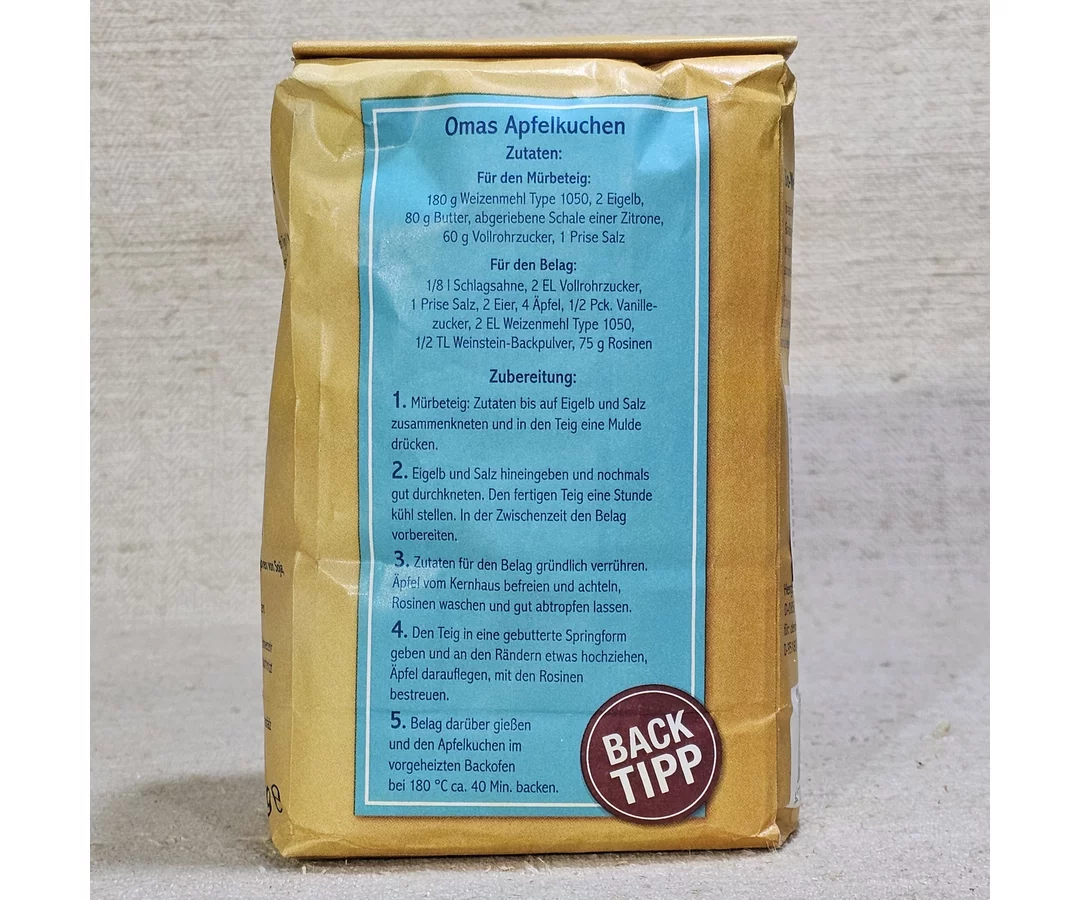 Omas Apfelkuchen
Zutaten:
Für den Mürbeteig:
180 g Weizenmehl Type 1050, 2 Eigelb,
80 g Butter, abgeriebene Schale einer Zitrone,
60 g Vollrohrzucker, 1 Prise Salz
Für den Belag:
1/8 l Schlagsahne, 2 EL Vollrohrzucker,
1 Prise Salz, 2 Eier, 4 Äpfel, 1/2 Pck. Vanille-
zucker, 2 EL Weizenmehl Type 1050,
1/2 TL Weinstein-Backpulver, 75 g Rosinen
Zubereitung:
1. Mürbeteig: Zutaten bis auf Eigelb und Salz
zusammenkneten und in den Teig eine Mulde
drücken.
2. Eigelb und Salz hineingeben und nochmals
gut durchkneten. Den fertigen Teig eine Stunde
kühl stellen. In der Zwischenzeit den Belag
vorbereiten.
3. Zutaten für den Belag gründlich verrühren.
Äpfel vom Kernhaus befreien und achteln,
Rosinen waschen und gut abtropfen lassen.
4. Den Teig in eine gebutterte Springform
geben und an den Rändern etwas hochziehen,
Äpfel darauflegen, mit den Rosinen
bestreuen.
5. Belag darüber gießen
und den Apfelkuchen im
vorgeheizten Backofen
bei 180 °C ca. 40 Min. backen.
BACK
TIPP
von Soja.